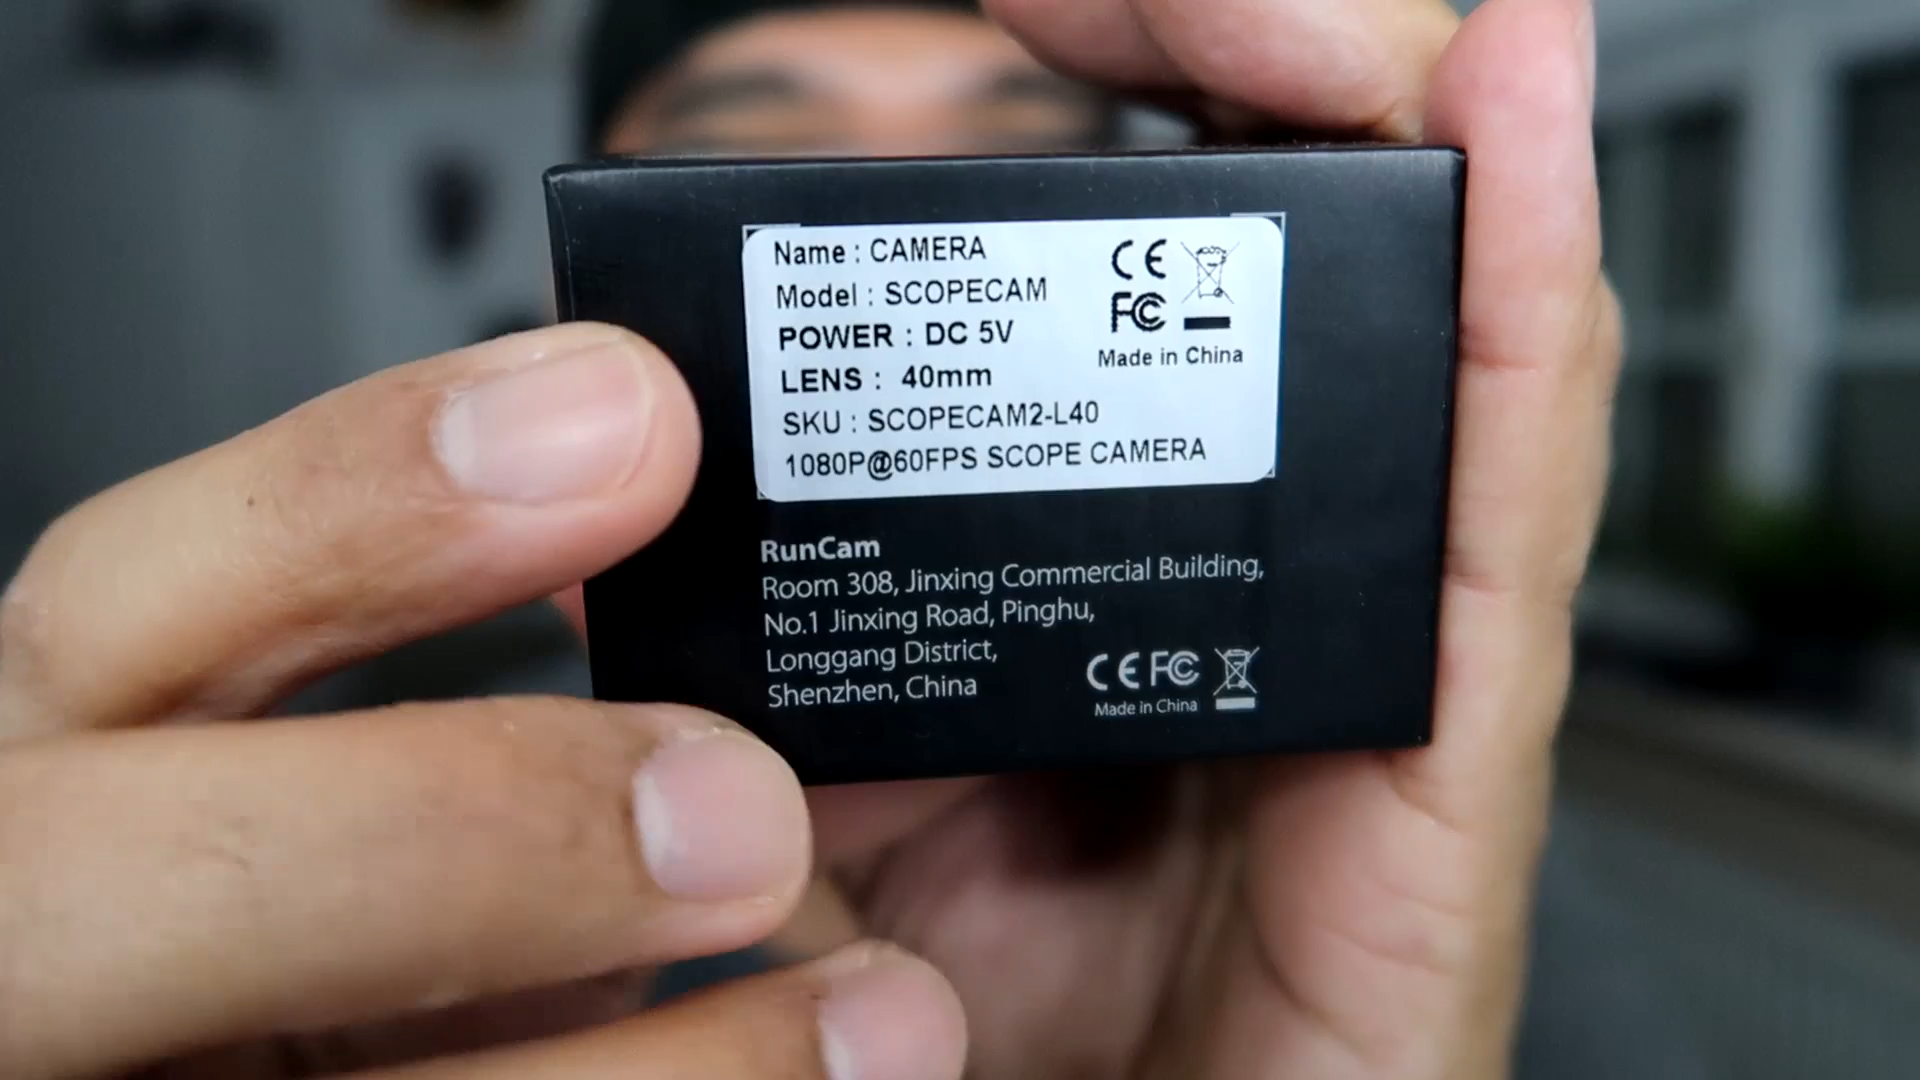 Name : CAMERA
Model : SCOPECAM
POWER : DC 5V
LENS : 40mm
SKU : SCOPECAM2-L40
1080P@60FPS SCOPE CAMERA
CE
FC
Made in China
RunCam
Room 308, Jinxing Commercial Building,
No.1 Jinxing Road, Pinghu,
Longgang District,
Shenzhen, China
CE FC
Made in China